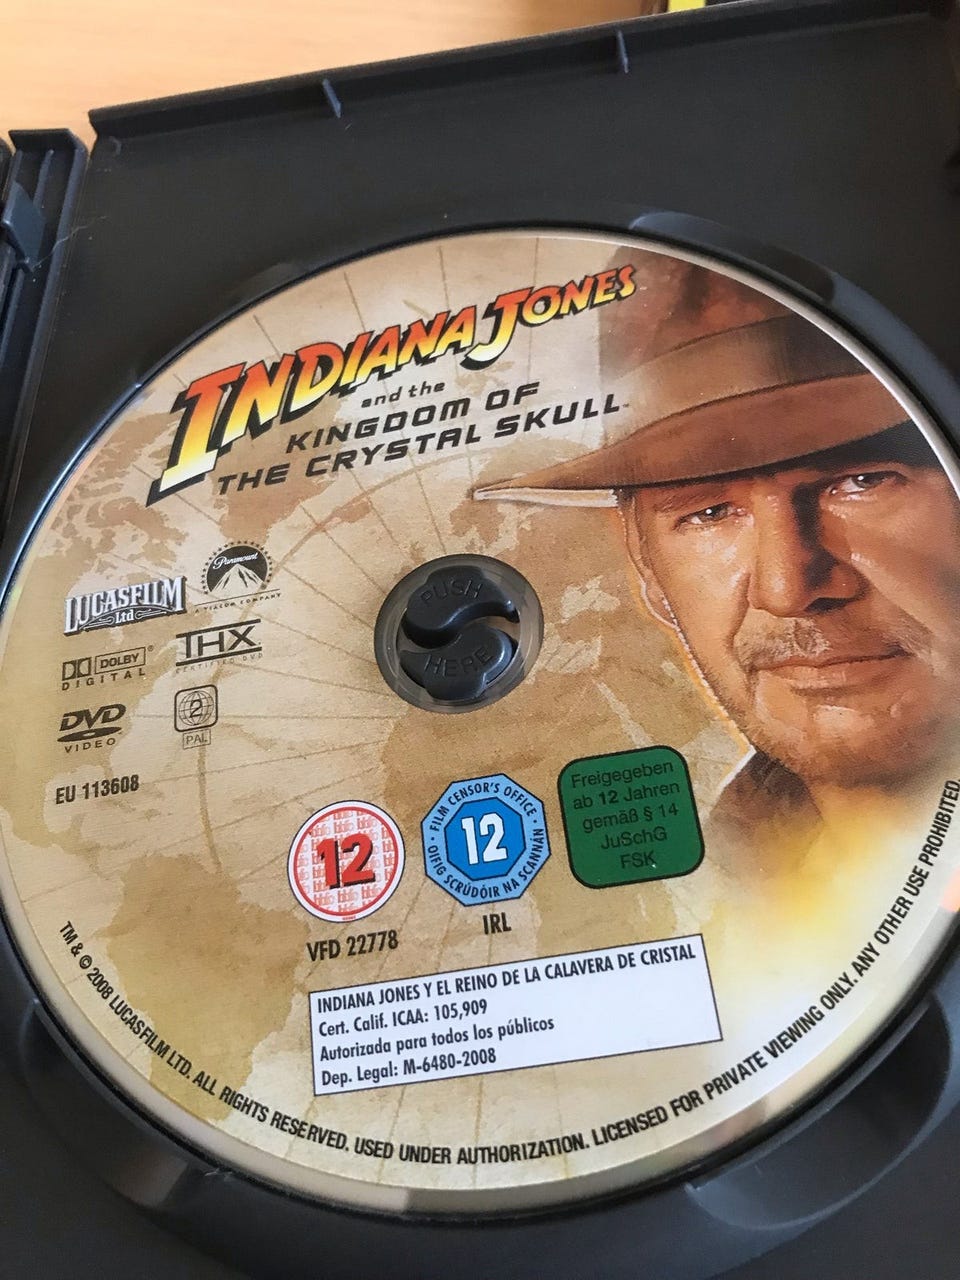 INDIANA JONES
and the
KINGDOM OF
THE CRYSTAL SKULL™
LUCASFILM
Ltd
Paramount
A VIACOM COMPANY
DOLBY®
DIGITAL
THX
CERTIFIED DVD
DVD
VIDEO
2
PAL
PUSH
HERE
EU 113608
12
VFD 22778
· FILM CENSOR'S OFFICE ·
12
OIFIG SCRÚDÓIR NA SCANNÁN
IRL
Freigegeben
ab 12 Jahren
gemäß § 14
JuSchG
FSK
INDIANA JONES Y EL REINO DE LA CALAVERA DE CRISTAL
Cert. Calif. ICAA: 105,909
Autorizada para todos los públicos
Dep. Legal: M-6480-2008
TM & © 2008 LUCASFILM LTD. ALL RIGHTS RESERVED. USED UNDER AUTHORIZATION. LICENSED FOR PRIVATE VIEWING ONLY. ANY OTHER USE PROHIBITED.